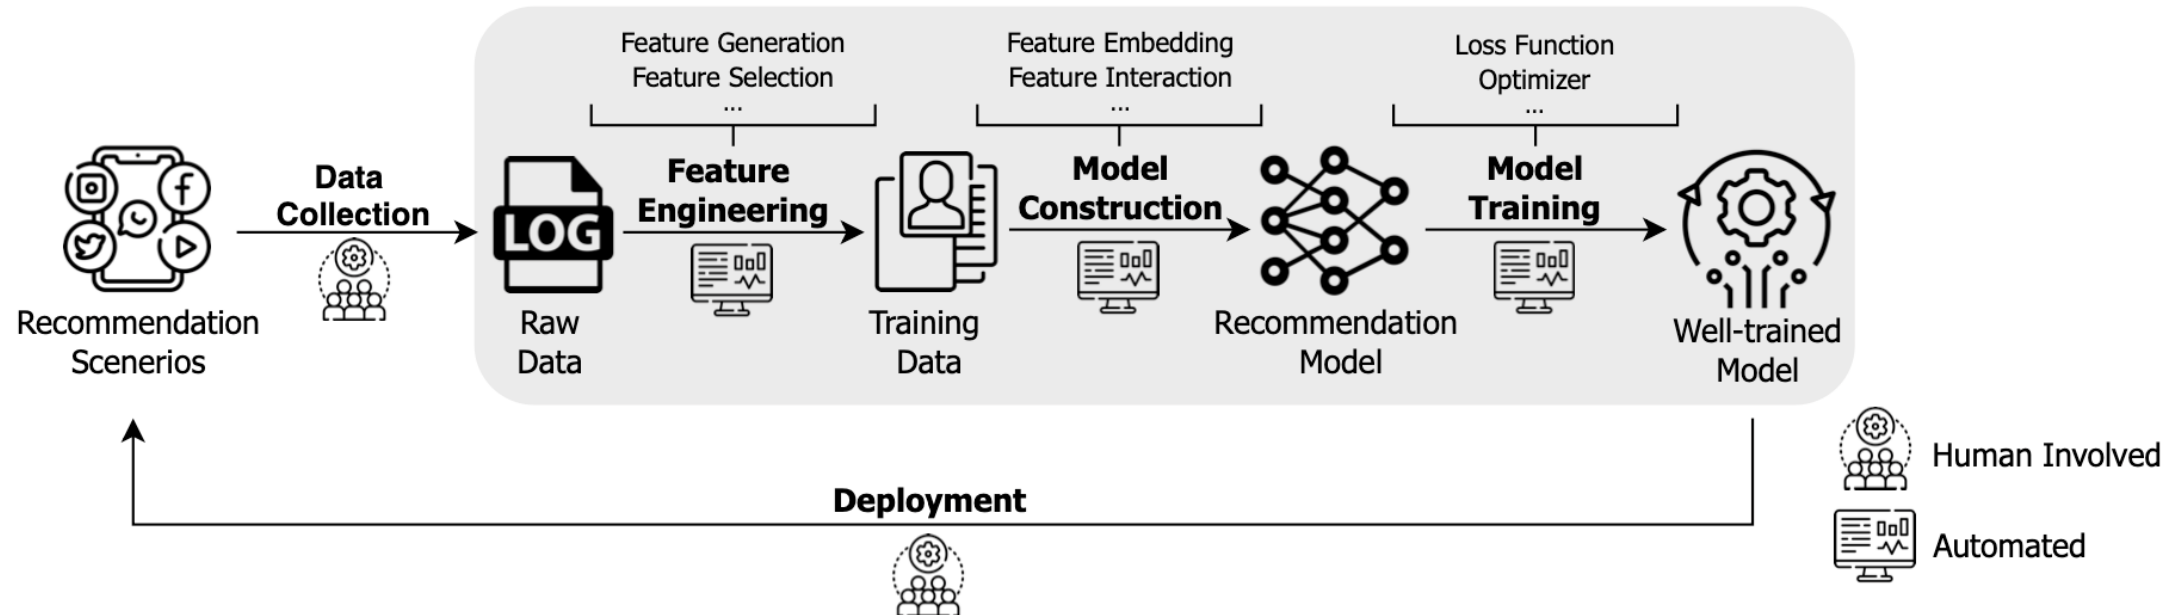 Feature Generation
Feature Selection
...
Feature Embedding
Feature Interaction
...
Loss Function
Optimizer
...
Data
Collection
Feature
Engineering
Model
Construction
Model
Training
LOG
Recommendation
Scenerios
Raw
Data
Training
Data
Recommendation
Model
Well-trained
Model
Deployment
Human Involved
Automated